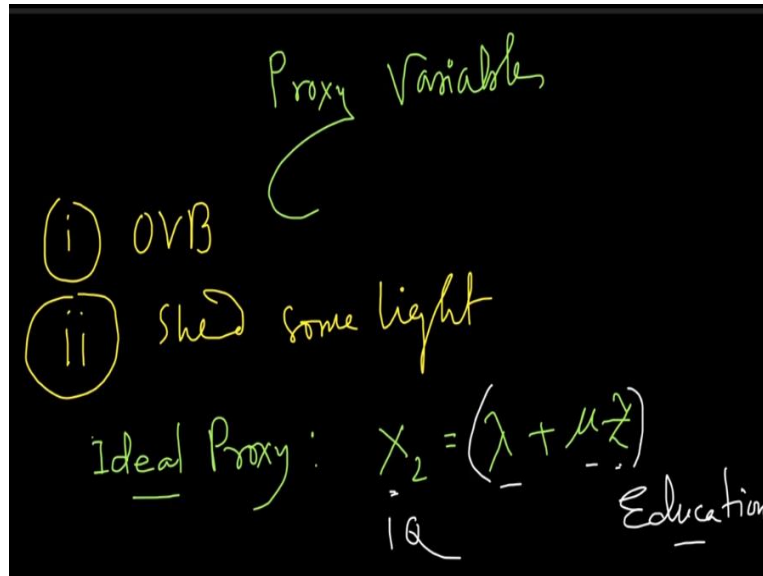 Proxy Variables
i OVB
ii Shed some light
Ideal Proxy: X₂ = (λ + μZ)
IQ
Education